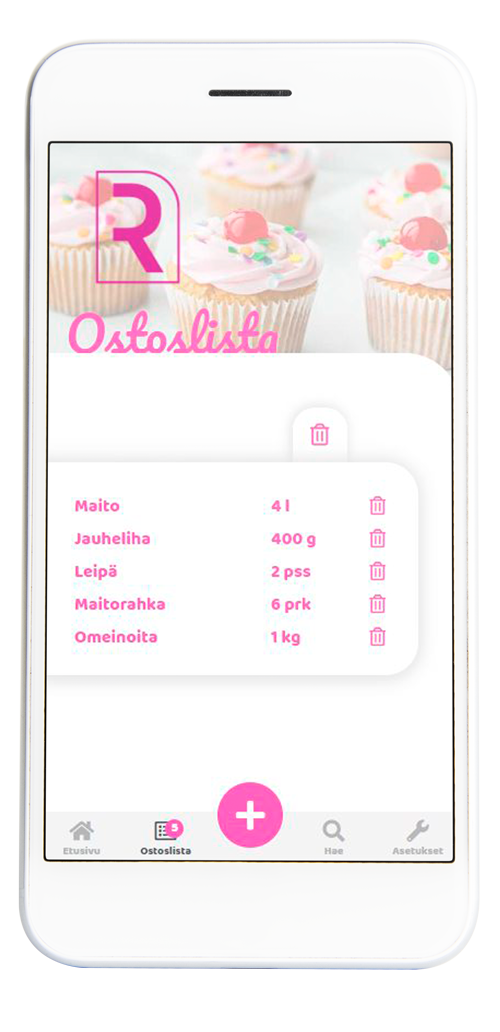 R
Ostoslista
Maito 4 l
Jauheliha 400 g
Leipä 2 pss
Maitorahka 6 prk
Omeinoita 1 kg
5
Etusivu Ostoslista Hae Asetukset